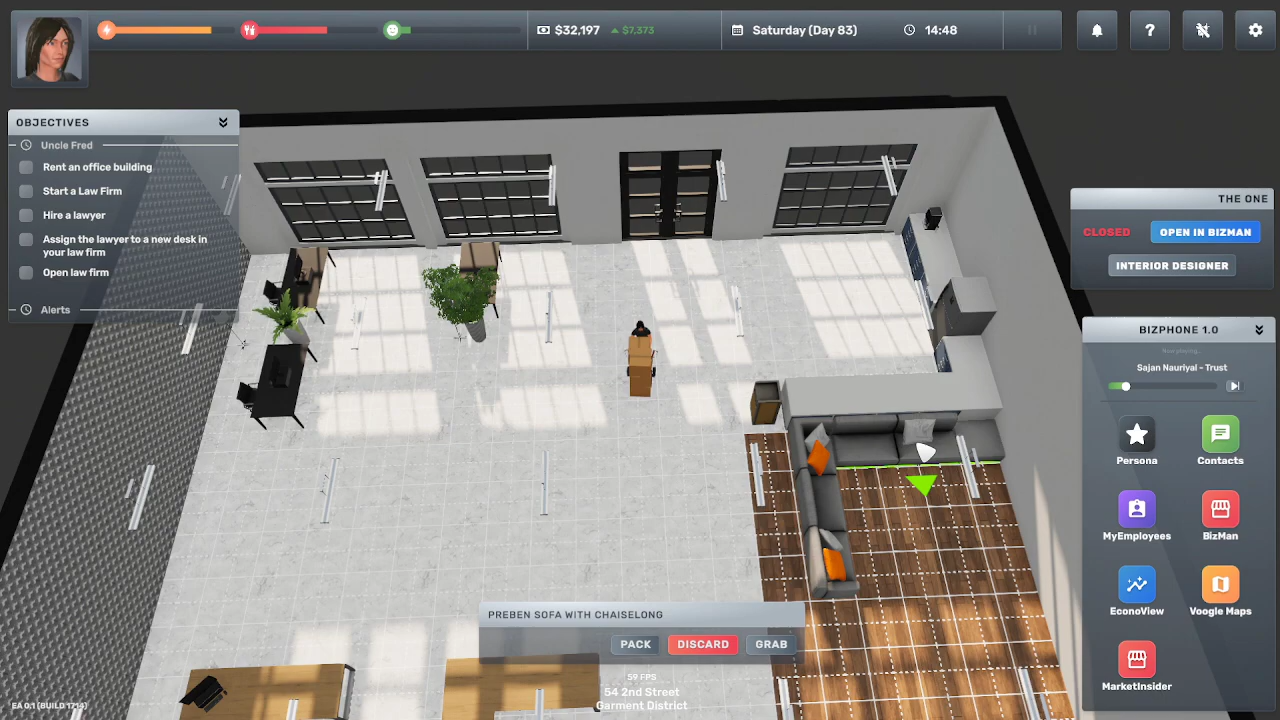 $32,197
$7,373
Saturday (Day 83)
14:48
?
OBJECTIVES
Uncle Fred
Rent an office building
Start a Law Firm
Hire a lawyer
Assign the lawyer to a new desk in
your law firm
Open law firm
Alerts
THE ONE
CLOSED
OPEN IN BIZMAN
INTERIOR DESIGNER
BIZPHONE 1.0
Now playing...
Sajan Nauriyal - Trust
Persona
Contacts
MyEmployees
BizMan
EconoView
Voogle Maps
MarketInsider
PREBEN SOFA WITH CHAISELONG
PACK
DISCARD
GRAB
59 FPS
54 2nd Street
Garment District
EA 0.1 (BUILD 1714)